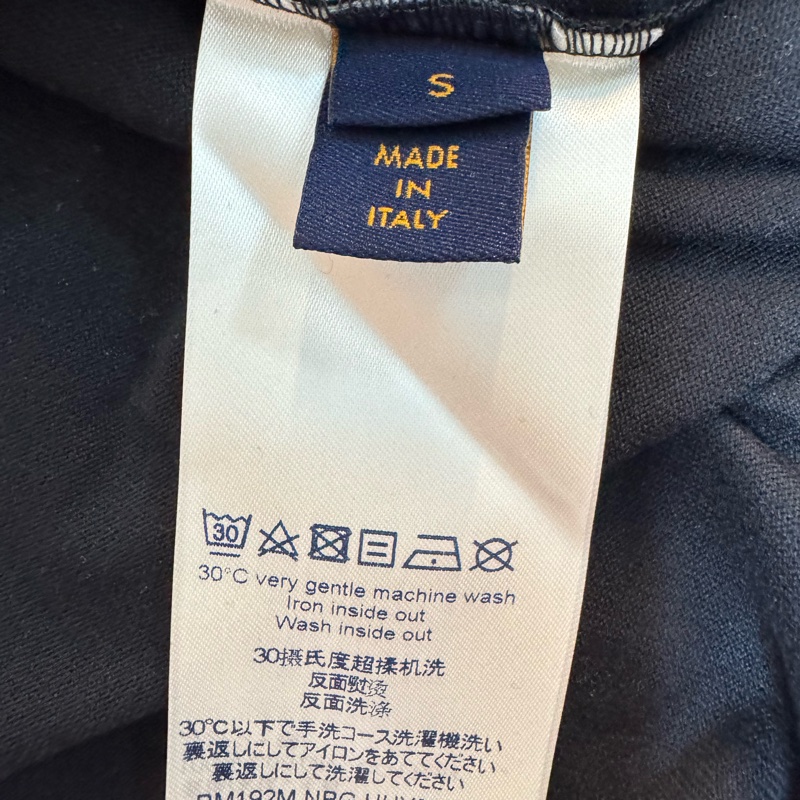 S
MADE
IN
ITALY
30
30°C very gentle machine wash
Iron inside out
Wash inside out
30摄氏度超揉机洗
反面熨烫
反面洗涤
30℃以下で手洗コース洗濯機洗い
裏返しにしてアイロンをあててください
裏返しにして洗濯してください